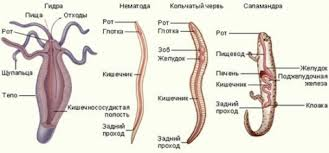 Гидра
Пища
Отходы
Рот
Щупальца
Тело
Кишечнососудистая
полость
Нематода
Рот
Глотка
Кишечник
Задний
проход
Кольчатый червь
Рот
Глотка
Зоб
Желудок
Кишечник
Задний
проход
Саламандра
Рот
Пищевод
Печень
Кишечник
Задний
проход
Желудок
Поджелудочная
железа
Клоака